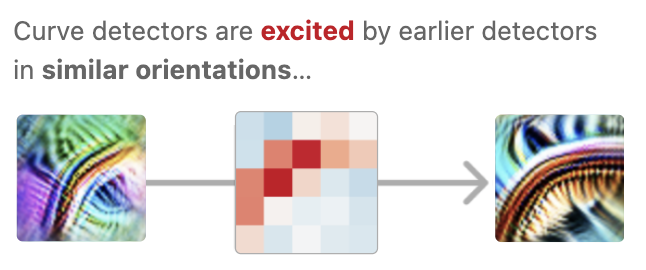 Curve detectors are excited by earlier detectors
in similar orientations...